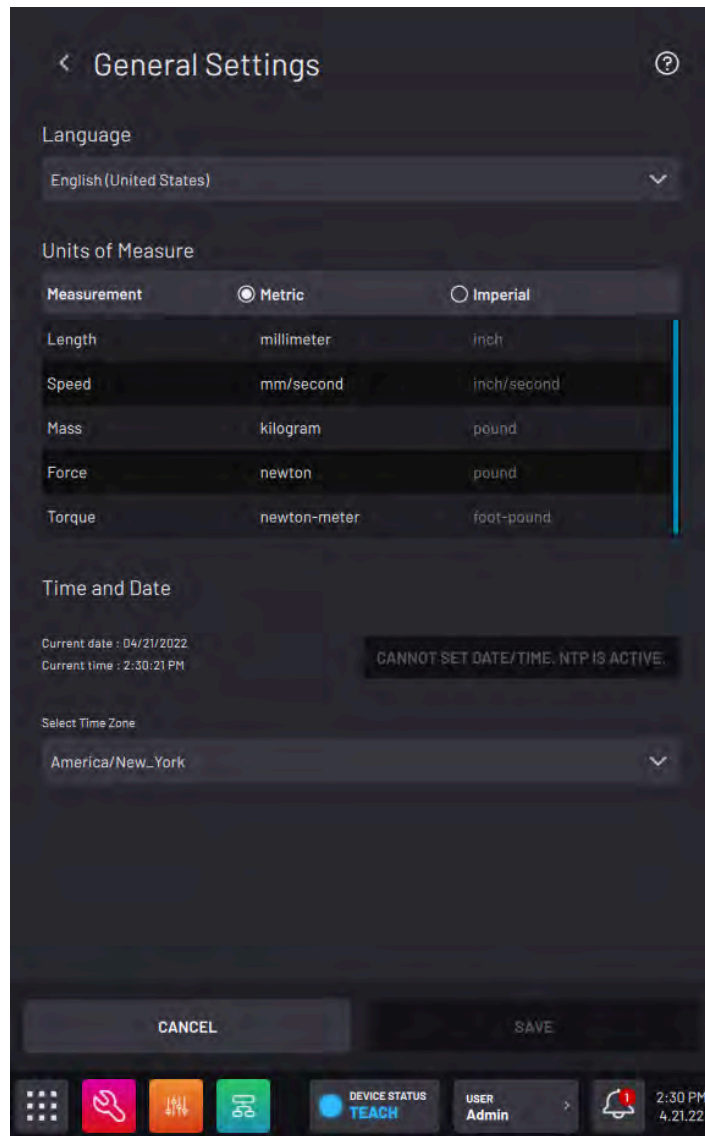 General Settings
Language
English (United States)
Units of Measure
Measurement Metric Imperial
Length millimeter inch
Speed mm/second inch/second
Mass kilogram pound
Force newton pound
Torque newton-meter foot-pound
Time and Date
Current date : 04/21/2022
Current time : 2:30:21 PM
CANNOT SET DATE/TIME. NTP IS ACTIVE.
Select Time Zone
America/New_York
CANCEL SAVE
DEVICE STATUS
TEACH
USER
Admin
1
2:30 PM
4.21.22